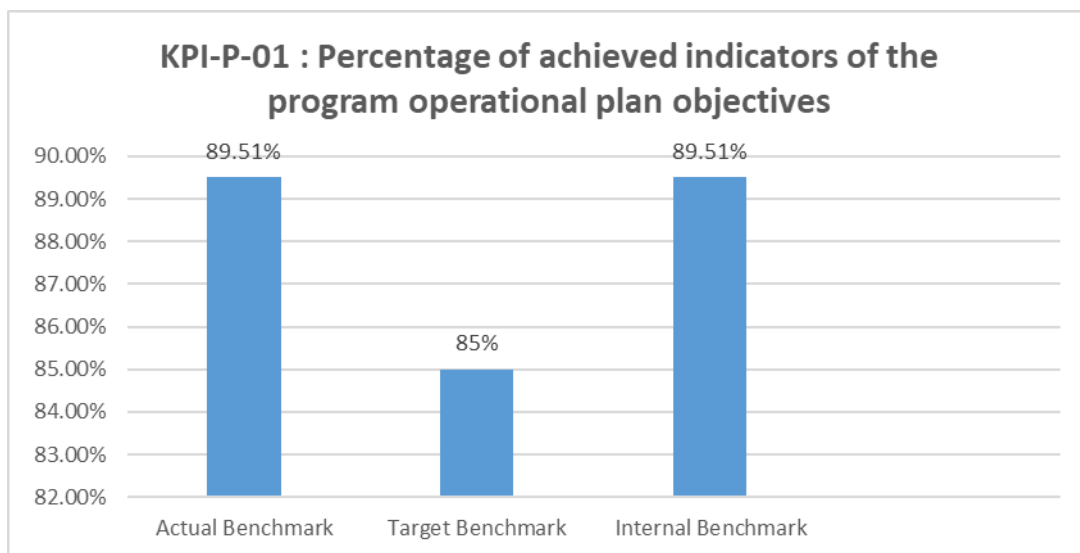 KPI-P-01 : Percentage of achieved indicators of the
program operational plan objectives
90.00%
89.00%
88.00%
87.00%
86.00%
85.00%
84.00%
83.00%
82.00%
89.51%
85%
89.51%
Actual Benchmark
Target Benchmark
Internal Benchmark